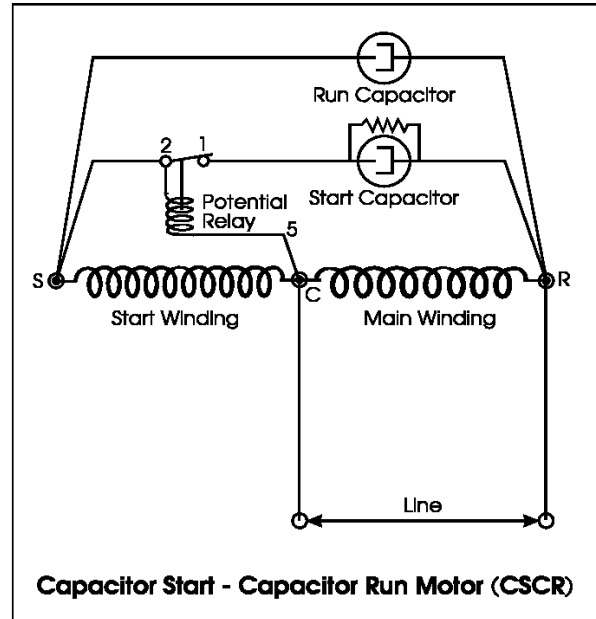 Run Capacitor
2 1
Start Capacitor
Potential
Relay
5
S
C
R
Start Winding
Main Winding
Line
Capacitor Start - Capacitor Run Motor (CSCR)